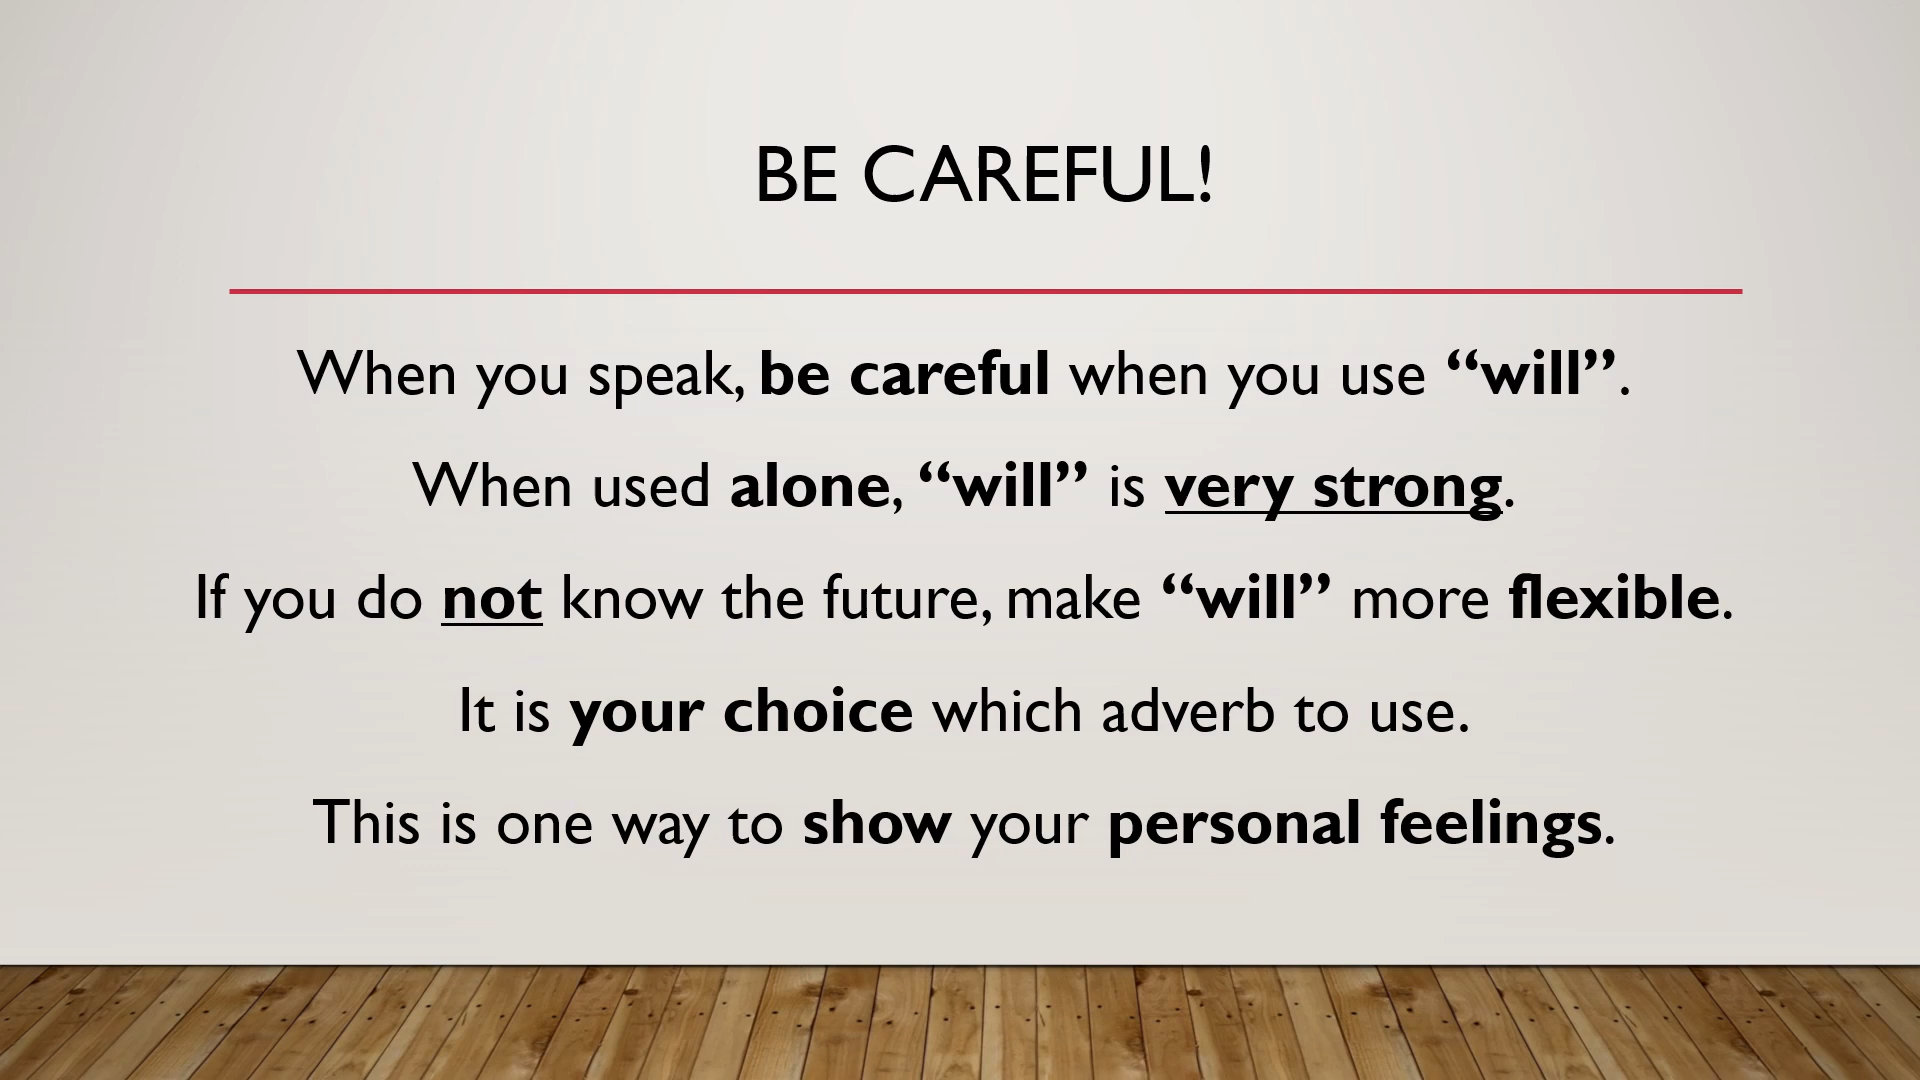 BE CAREFUL!
When you speak, be careful when you use “will”.
When used alone, “will” is very strong.
If you do not know the future, make “will” more flexible.
It is your choice which adverb to use.
This is one way to show your personal feelings.